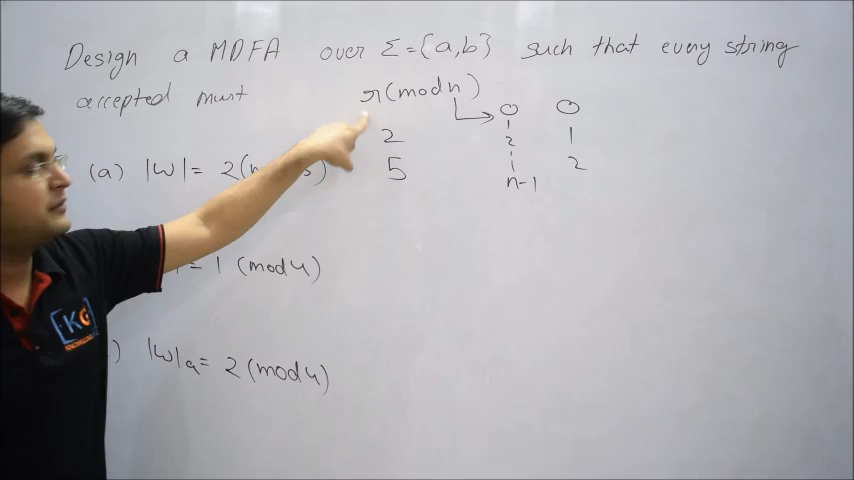 Design a MDFA over Σ={a,b} such that every string
accepted must r(mod n)
0 0
1 1
2 2
n-1
2
5
(a) |w| = 2(
= 1 (mod 4)
) |w|a = 2 (mod 4)
KG